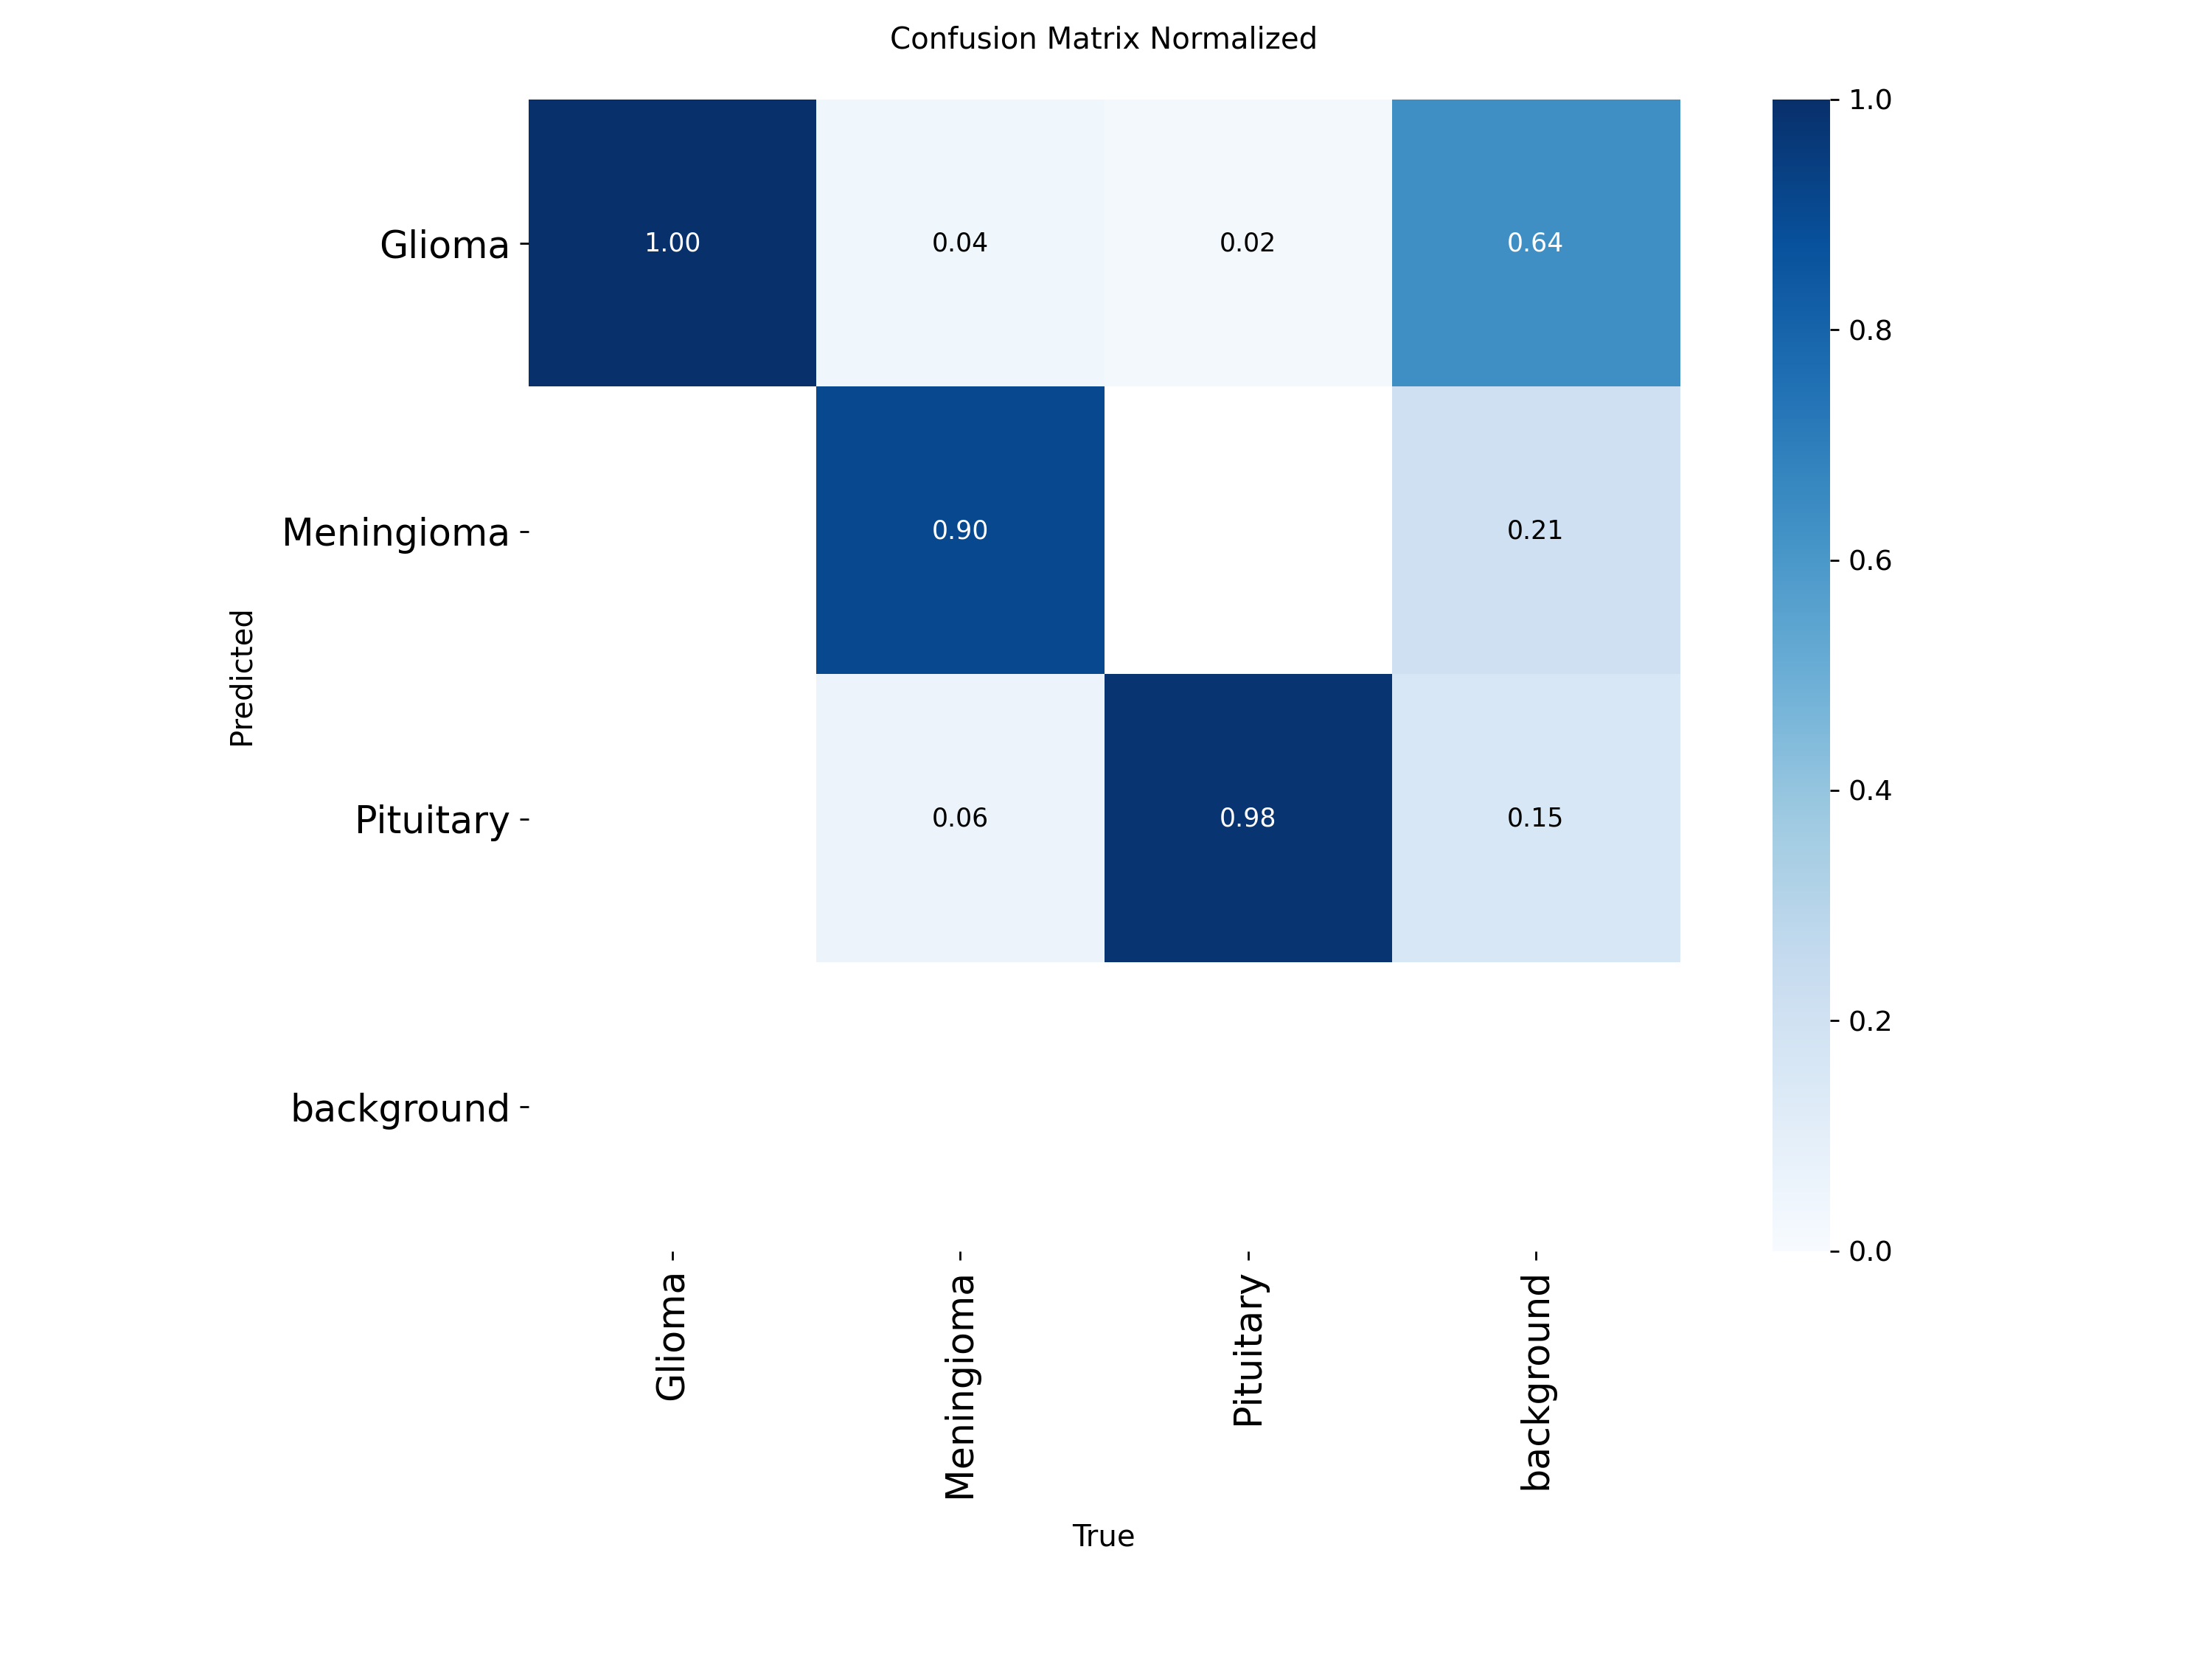 Confusion Matrix Normalized
Glioma
1.00
0.04
0.02
0.64
Meningioma
0.90
0.21
Pituitary
0.06
0.98
0.15
background
Predicted
Glioma
Meningioma
Pituitary
background
True
1.0
0.8
0.6
0.4
0.2
0.0